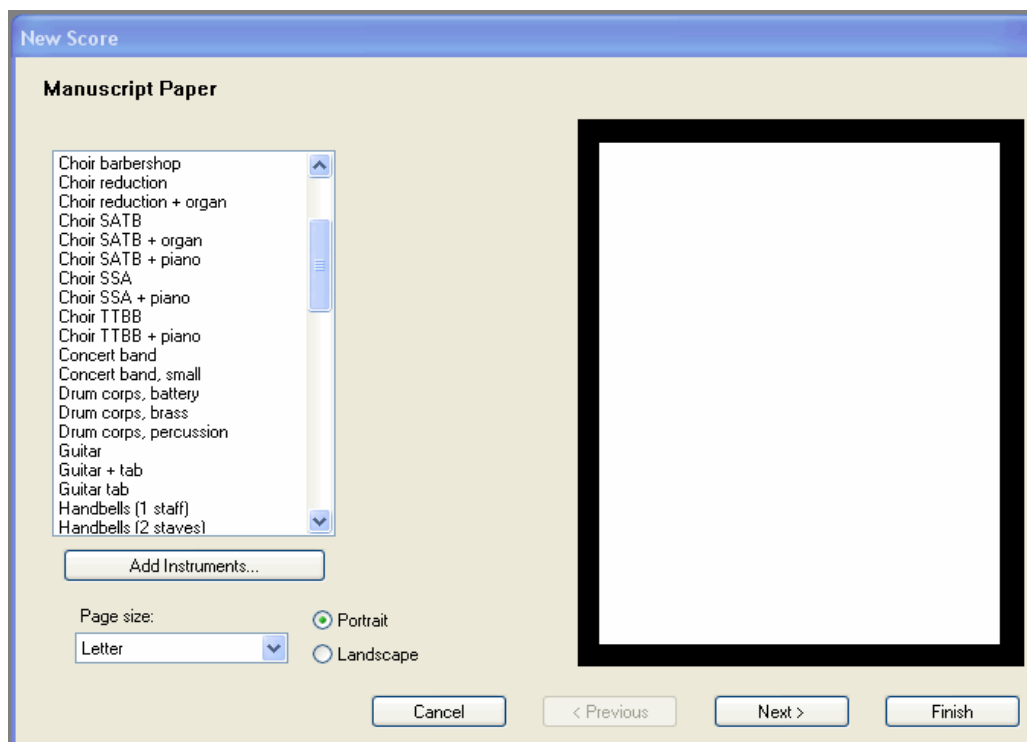 New Score
Manuscript Paper
Choir barbershop
Choir reduction
Choir reduction + organ
Choir SATB
Choir SATB + organ
Choir SATB + piano
Choir SSA
Choir SSA + piano
Choir TTBB
Choir TTBB + piano
Concert band
Concert band, small
Drum corps, battery
Drum corps, brass
Drum corps, percussion
Guitar
Guitar + tab
Guitar tab
Handbells (1 staff)
Handbells (2 staves)
Add Instruments...
Page size:
Letter
Portrait
Landscape
Cancel
< Previous
Next >
Finish